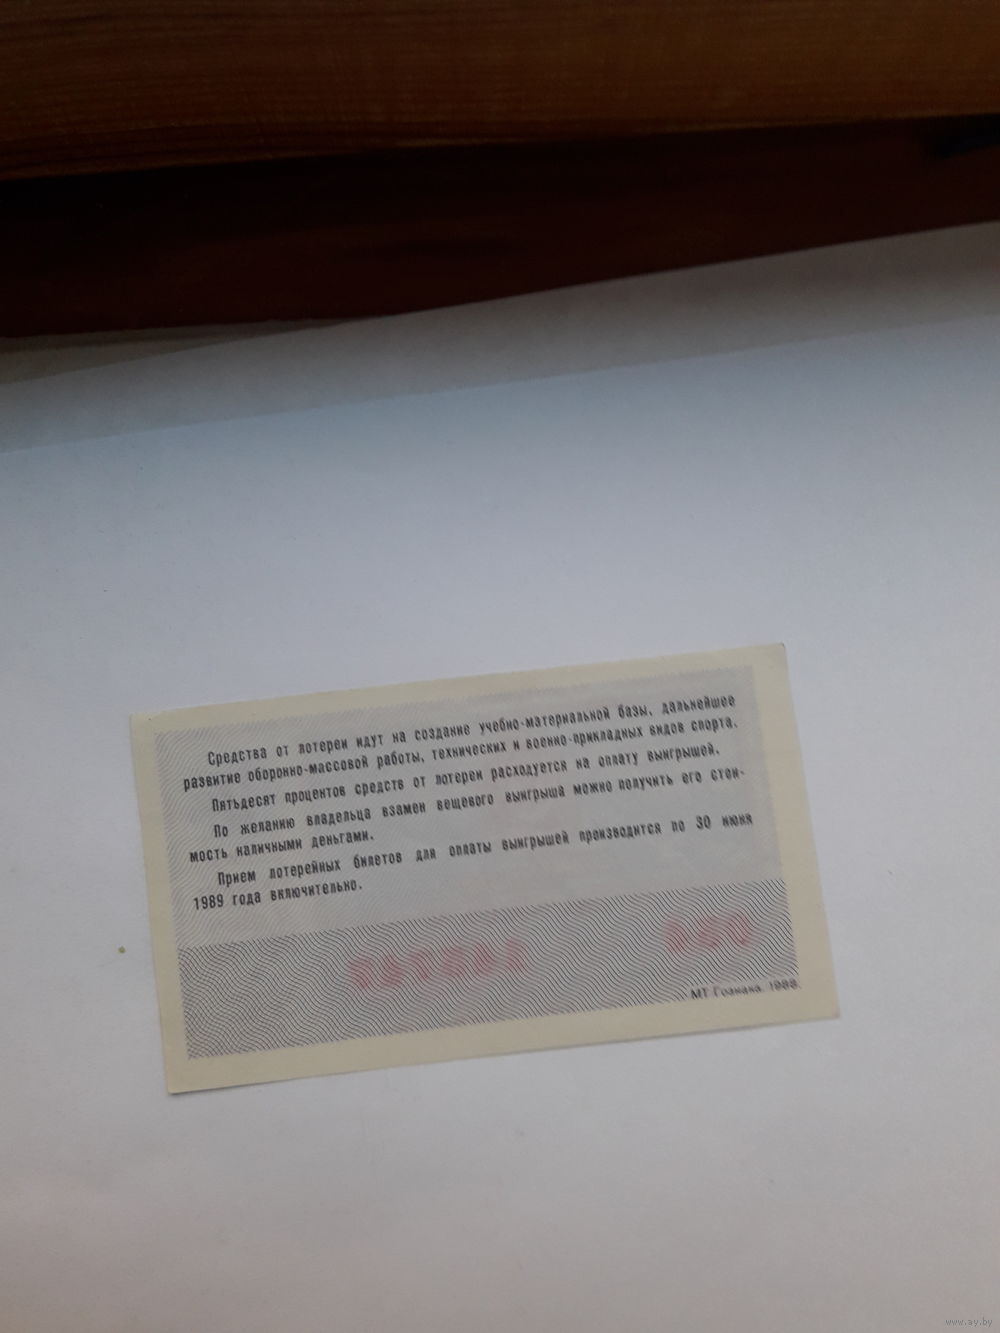 Средства от лотереи идут на создание учебно-материальной базы, дальнейшее
развитие оборонно-массовой работы, технических и военно-прикладных видов спорта.
Пятьдесят процентов средств от лотереи расходуется на оплату выигрышей.
По желанию владельца взамен вещевого выигрыша можно получить его стои-
мость наличными деньгами.
Прием лотерейных билетов для оплаты выигрышей производится по 30 июня
1989 года включительно.
МТ Гознака. 1988.
www.ay.by